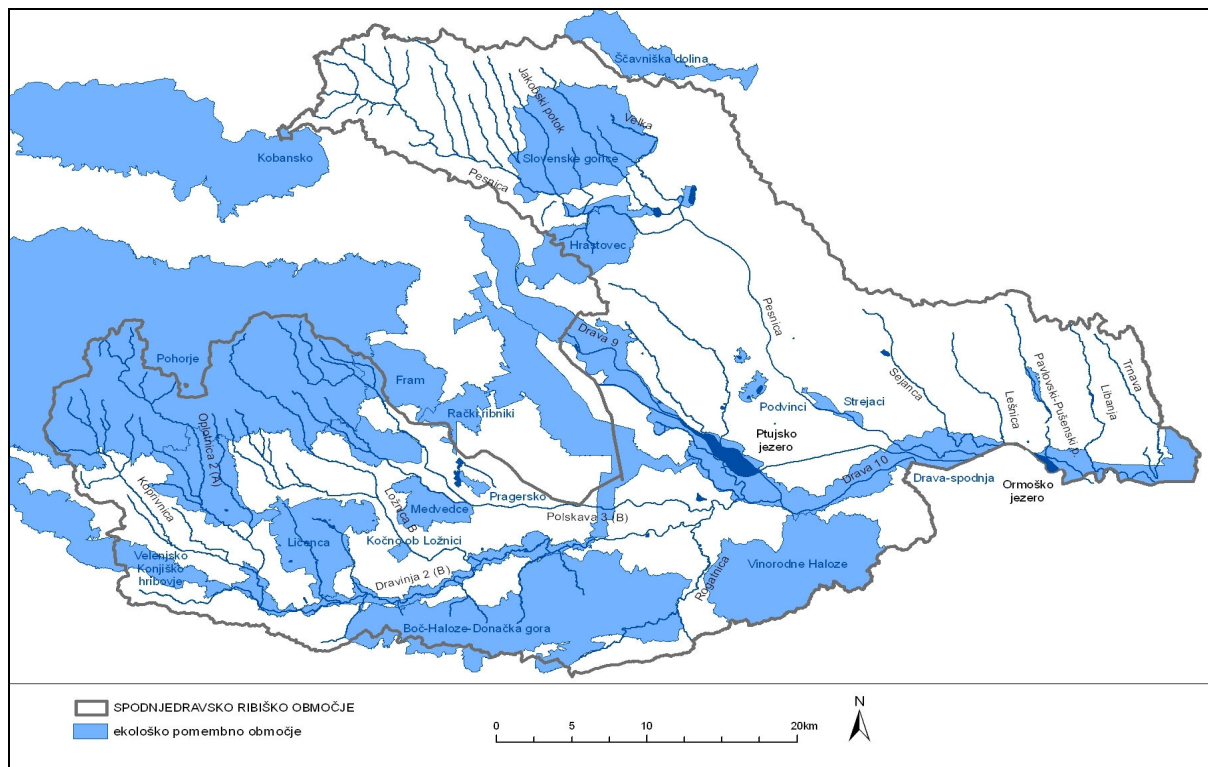 Ščavniška dolina
Jakobski potok
Velka
Kobansko
Slovenske gorice
Pesnica
Hrastovec
Pesnica
Drava 9
Pohorje
Fram
Rački ribniki
Podvinci
Strejaci
Sejanca
Lešnica
Pavlovski-Pušenski p.
Libanja
Trnava
Ptujsko
jezero
Oplotnica 2 (A)
Drava 10
Drava-spodnja
Ormoško
jezero
Koprivnica
Ložnica B
Medvedce
Pragersko
Polskava 3 (B)
Ličenca
Kočno ob Ložnici
Velenjsko
Konjiško
hribovje
Dravinja 2 (B)
Rogatnica
Vinorodne Haloze
Boč-Haloze-Donačka gora
SPODNJEDRAVSKO RIBIŠKO OBMOČJE
ekološko pomembno območje
0 5 10 20km
N